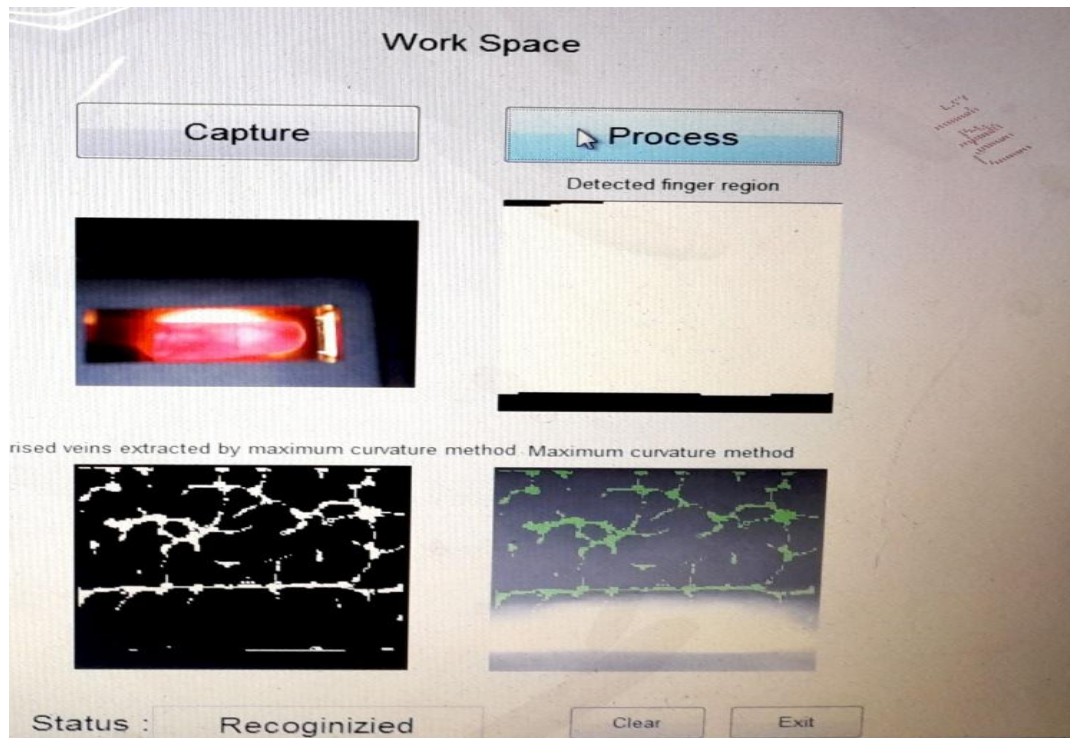 Work Space
Capture
Process
Detected finger region
rised veins extracted by maximum curvature method
Maximum curvature method
Status :
Recoginizied
Clear
Exit